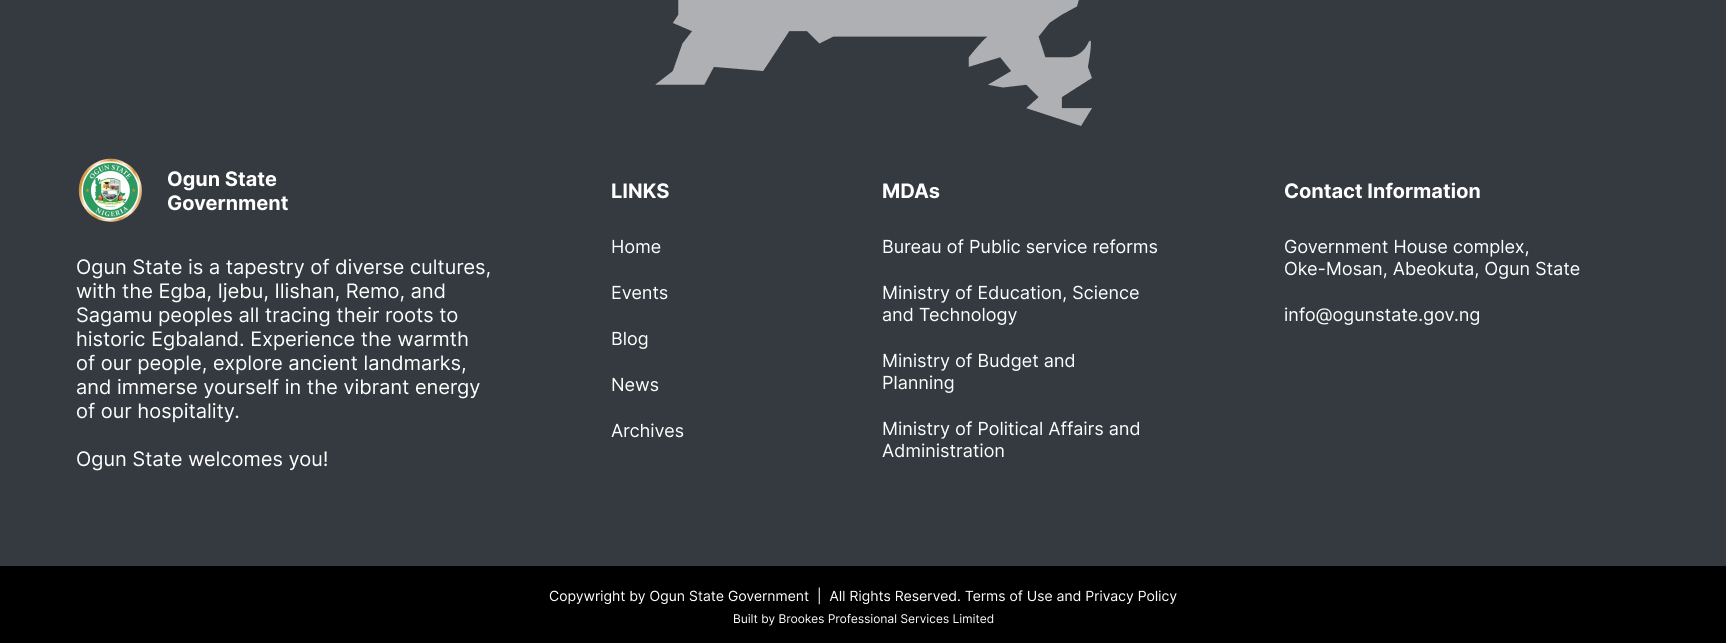 OGUN STATE
NIGERIA
Ogun State
Government
Ogun State is a tapestry of diverse cultures,
with the Egba, Ijebu, Ilishan, Remo, and
Sagamu peoples all tracing their roots to
historic Egbaland. Experience the warmth
of our people, explore ancient landmarks,
and immerse yourself in the vibrant energy
of our hospitality.
Ogun State welcomes you!
LINKS
Home
Events
Blog
News
Archives
MDAs
Bureau of Public service reforms
Ministry of Education, Science
and Technology
Ministry of Budget and
Planning
Ministry of Political Affairs and
Administration
Contact Information
Government House complex,
Oke-Mosan, Abeokuta, Ogun State
info@ogunstate.gov.ng
Copywright by Ogun State Government | All Rights Reserved. Terms of Use and Privacy Policy
Built by Brookes Professional Services Limited